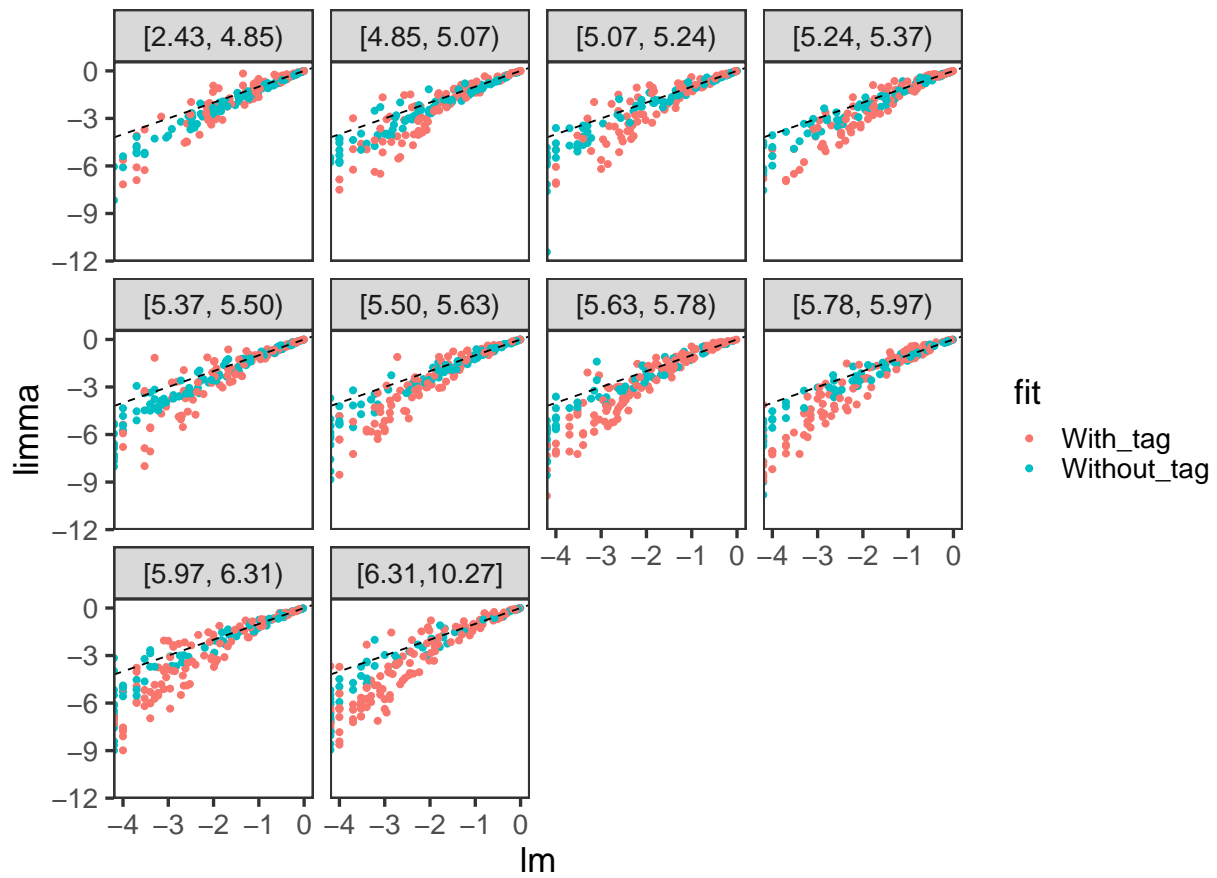 [2.43, 4.85) [4.85, 5.07) [5.07, 5.24) [5.24, 5.37)
0
−3
−6
−9
−12
[5.37, 5.50) [5.50, 5.63) [5.63, 5.78) [5.78, 5.97)
0
−3
−6
−9
−12
−4 −3 −2 −1 0 −4 −3 −2 −1 0
[5.97, 6.31) [6.31,10.27]
0
−3
−6
−9
−12
−4 −3 −2 −1 0 −4 −3 −2 −1 0
lm
limma
fit
With_tag
Without_tag